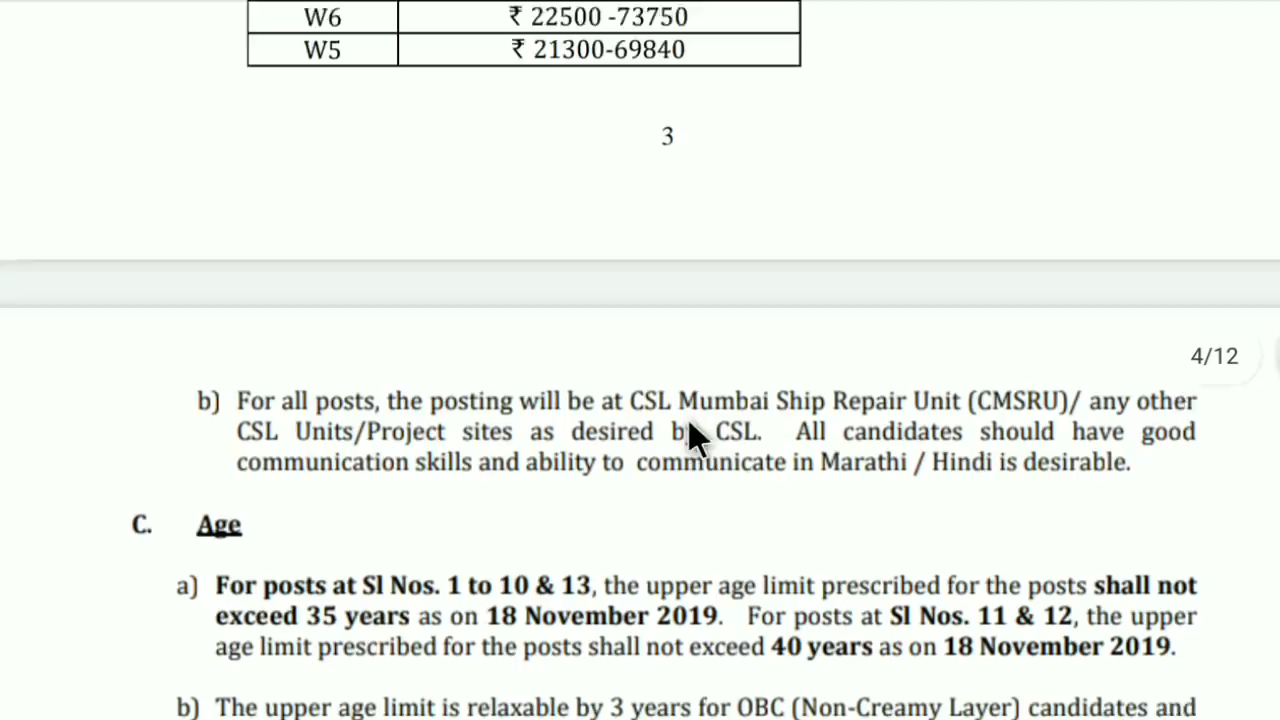 W6 ₹ 22500 -73750
W5 ₹ 21300-69840
3
4/12
b) For all posts, the posting will be at CSL Mumbai Ship Repair Unit (CMSRU)/ any other
CSL Units/Project sites as desired by CSL. All candidates should have good
communication skills and ability to communicate in Marathi / Hindi is desirable.
C. Age
a) For posts at Sl Nos. 1 to 10 & 13, the upper age limit prescribed for the posts shall not
exceed 35 years as on 18 November 2019. For posts at Sl Nos. 11 & 12, the upper
age limit prescribed for the posts shall not exceed 40 years as on 18 November 2019.
b) The upper age limit is relaxable by 3 years for OBC (Non-Creamy Layer) candidates and